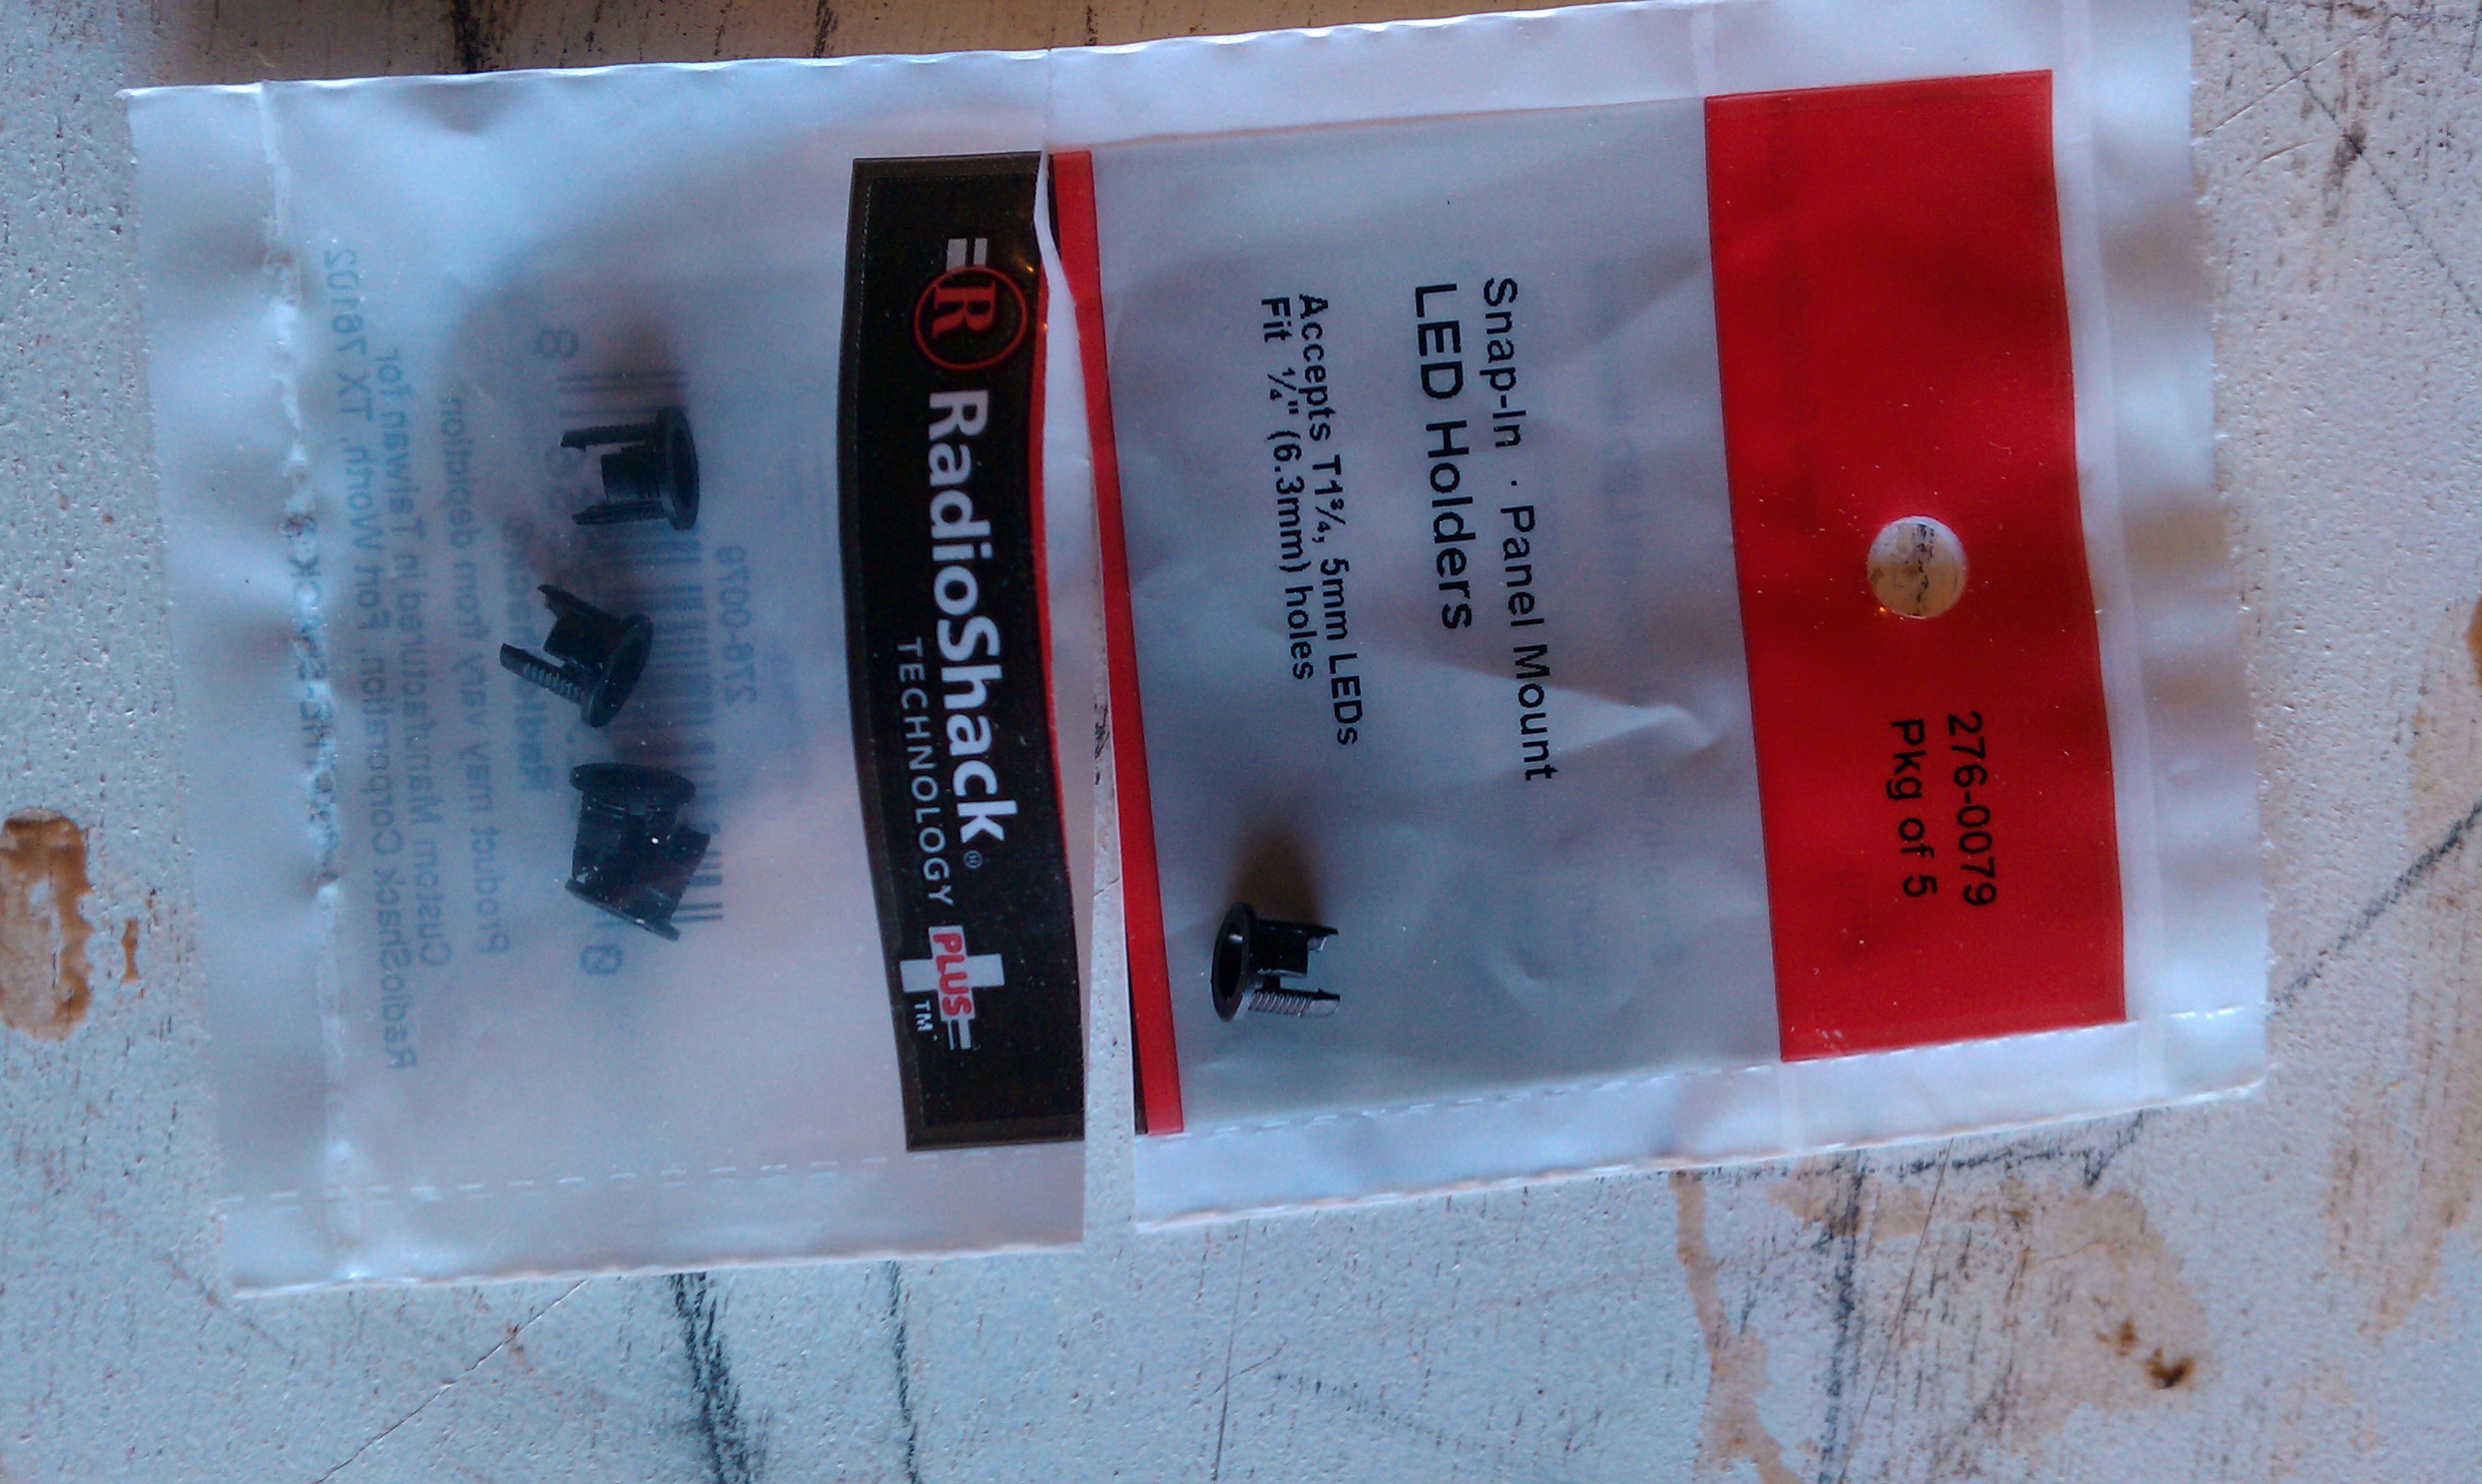 276-0079
Pkg of 5
Snap-In · Panel Mount
LED Holders
Accepts T1¾, 5mm LEDs
Fit ¼" (6.3mm) holes
R RadioShack®
TECHNOLOGY PLUS™
276-0079
Product may vary from depiction
Custom Manufactured in Taiwan for
RadioShack Corporation, Fort Worth, TX 76102